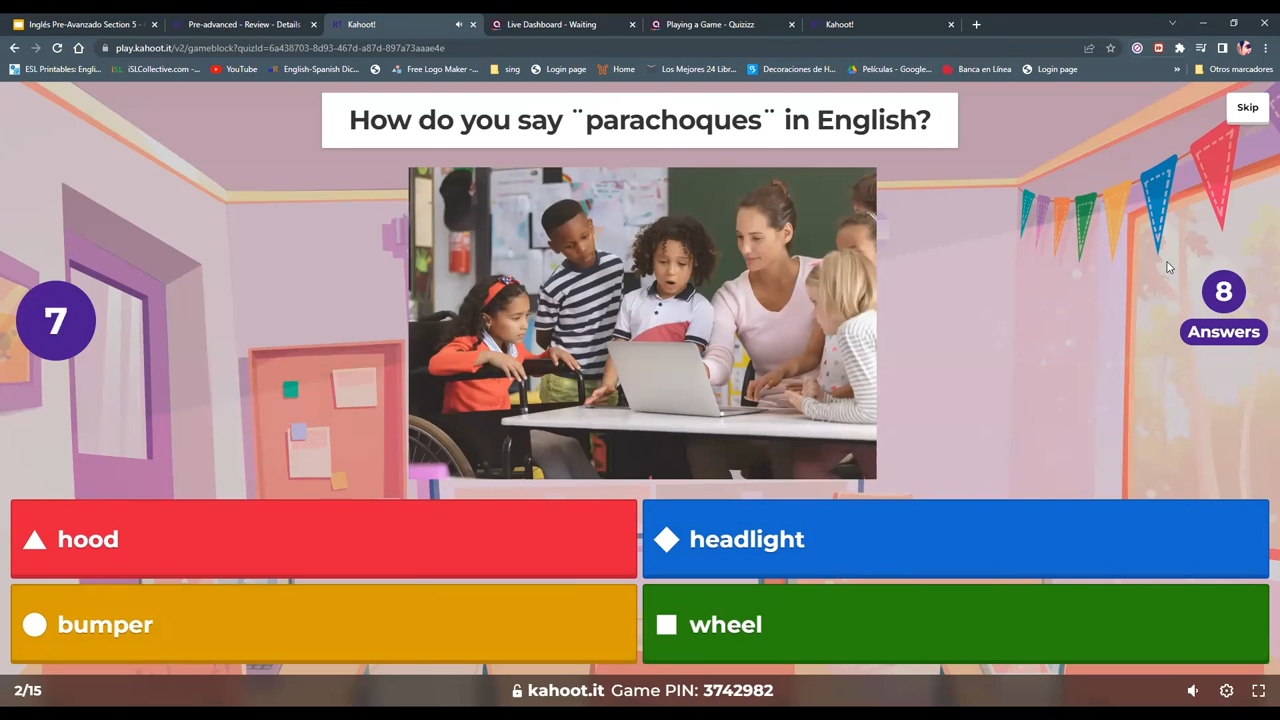 Inglés Pre-Avanzado Section 5 -
Pre-advanced - Review - Details
Kahoot!
Live Dashboard - Waiting
Playing a Game - Quizizz
Kahoot!
play.kahoot.it/v2/gameblock?quizId=6a438703-8d93-467d-a87d-897a73aaae4e
ESL Printables: Engli...
iSLCollective.com -...
YouTube
English-Spanish Dic...
Free Logo Maker -...
sing
Login page
Home
Los Mejores 24 Libr...
Decoraciones de H...
Películas - Google...
Banca en Línea
Login page
Otros marcadores
How do you say ¨parachoques¨ in English?
Skip
7
8
Answers
hood
headlight
bumper
wheel
2/15
kahoot.it Game PIN: 3742982